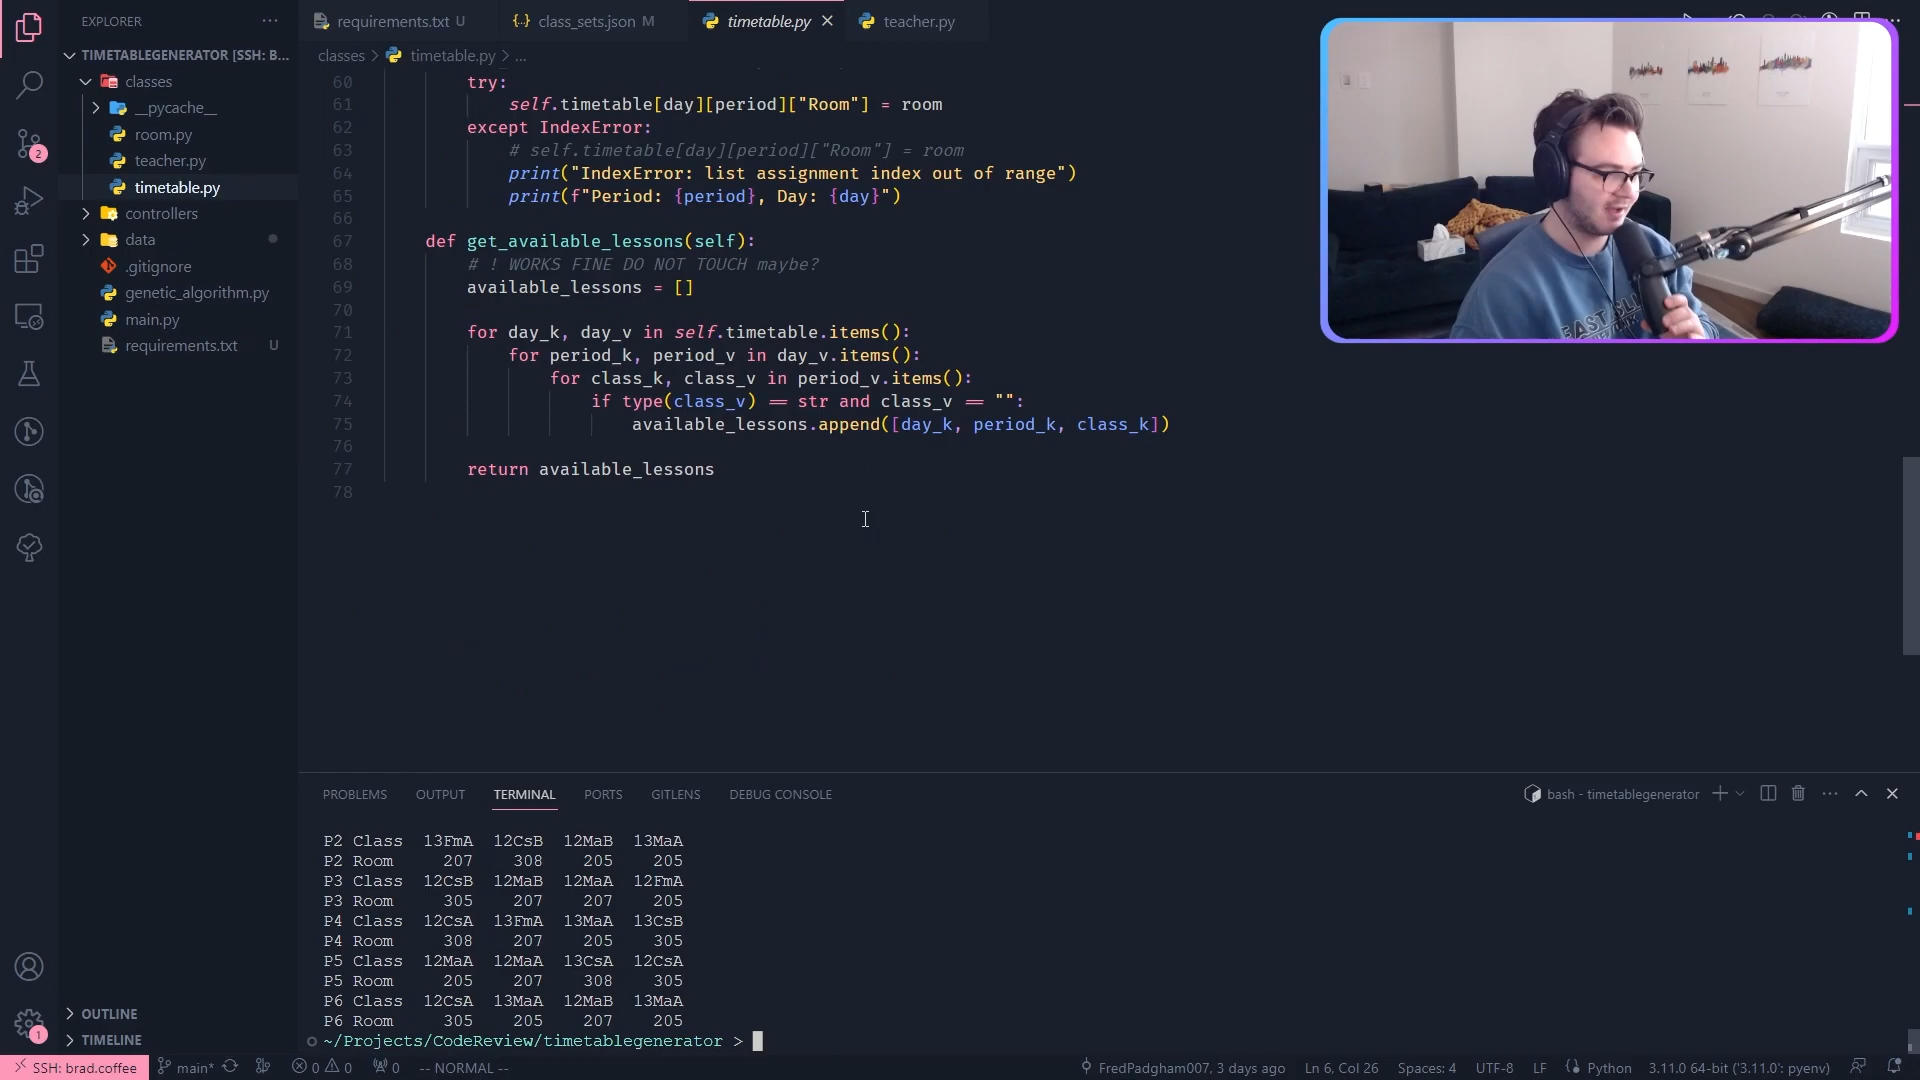 EXPLORER
TIMETABLEGENERATOR [SSH: B...
classes
__pycache__
room.py
teacher.py
timetable.py
controllers
data
.gitignore
genetic_algorithm.py
main.py
requirements.txt U
OUTLINE
TIMELINE
2
1
requirements.txt U
class_sets.json M
timetable.py
teacher.py
classes > timetable.py > ...
60 try:
61 self.timetable[day][period]["Room"] = room
62 except IndexError:
63 # self.timetable[day][period]["Room"] = room
64 print("IndexError: list assignment index out of range")
65 print(f"Period: {period}, Day: {day}")
66
67 def get_available_lessons(self):
68 # ! WORKS FINE DO NOT TOUCH maybe?
69 available_lessons = []
70
71 for day_k, day_v in self.timetable.items():
72 for period_k, period_v in day_v.items():
73 for class_k, class_v in period_v.items():
74 if type(class_v) == str and class_v == "":
75 available_lessons.append([day_k, period_k, class_k])
76
77 return available_lessons
78
PROBLEMS OUTPUT TERMINAL PORTS GITLENS DEBUG CONSOLE
bash - timetablegenerator
P2 Class 13FmA 12CsB 12MaB 13MaA
P2 Room 207 308 205 205
P3 Class 12CsB 12MaB 12MaA 12FmA
P3 Room 305 207 207 205
P4 Class 12CsA 13FmA 13MaA 13CsB
P4 Room 308 207 205 305
P5 Class 12MaA 12MaA 13CsA 12CsA
P5 Room 205 207 308 305
P6 Class 12CsA 13MaA 12MaB 13MaA
P6 Room 305 205 207 205
~/Projects/CodeReview/timetablegenerator >
SSH: brad.coffee main* 0 0 0 -- NORMAL -- FredPadgham007, 3 days ago Ln 6, Col 26 Spaces: 4 UTF-8 LF Python 3.11.0 64-bit ('3.11.0': pyenv)